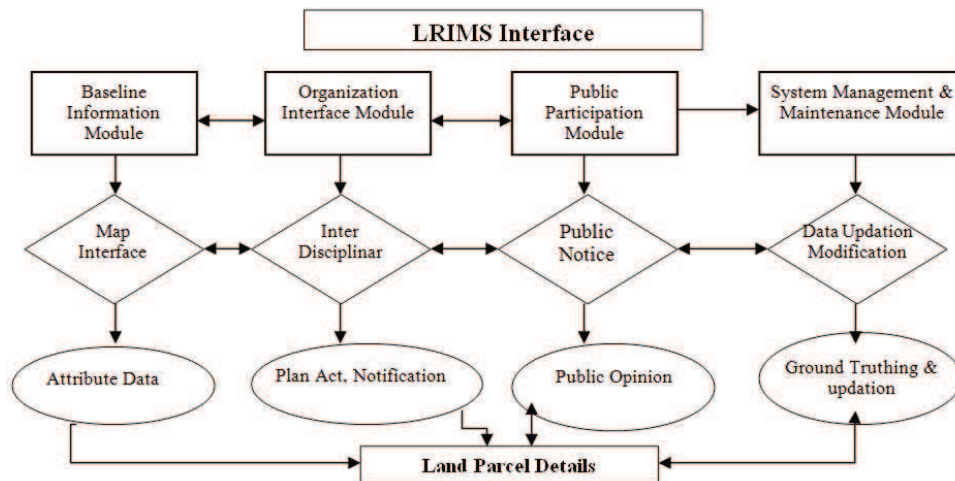 LRIMS Interface
Baseline
Information
Module
Organization
Interface Module
Public
Participation
Module
System Management &
Maintenance Module
Map
Interface
Inter
Disciplinar
Public
Notice
Data Updation
Modification
Attribute Data
Plan Act, Notification
Public Opinion
Ground Truthing &
updation
Land Parcel Details